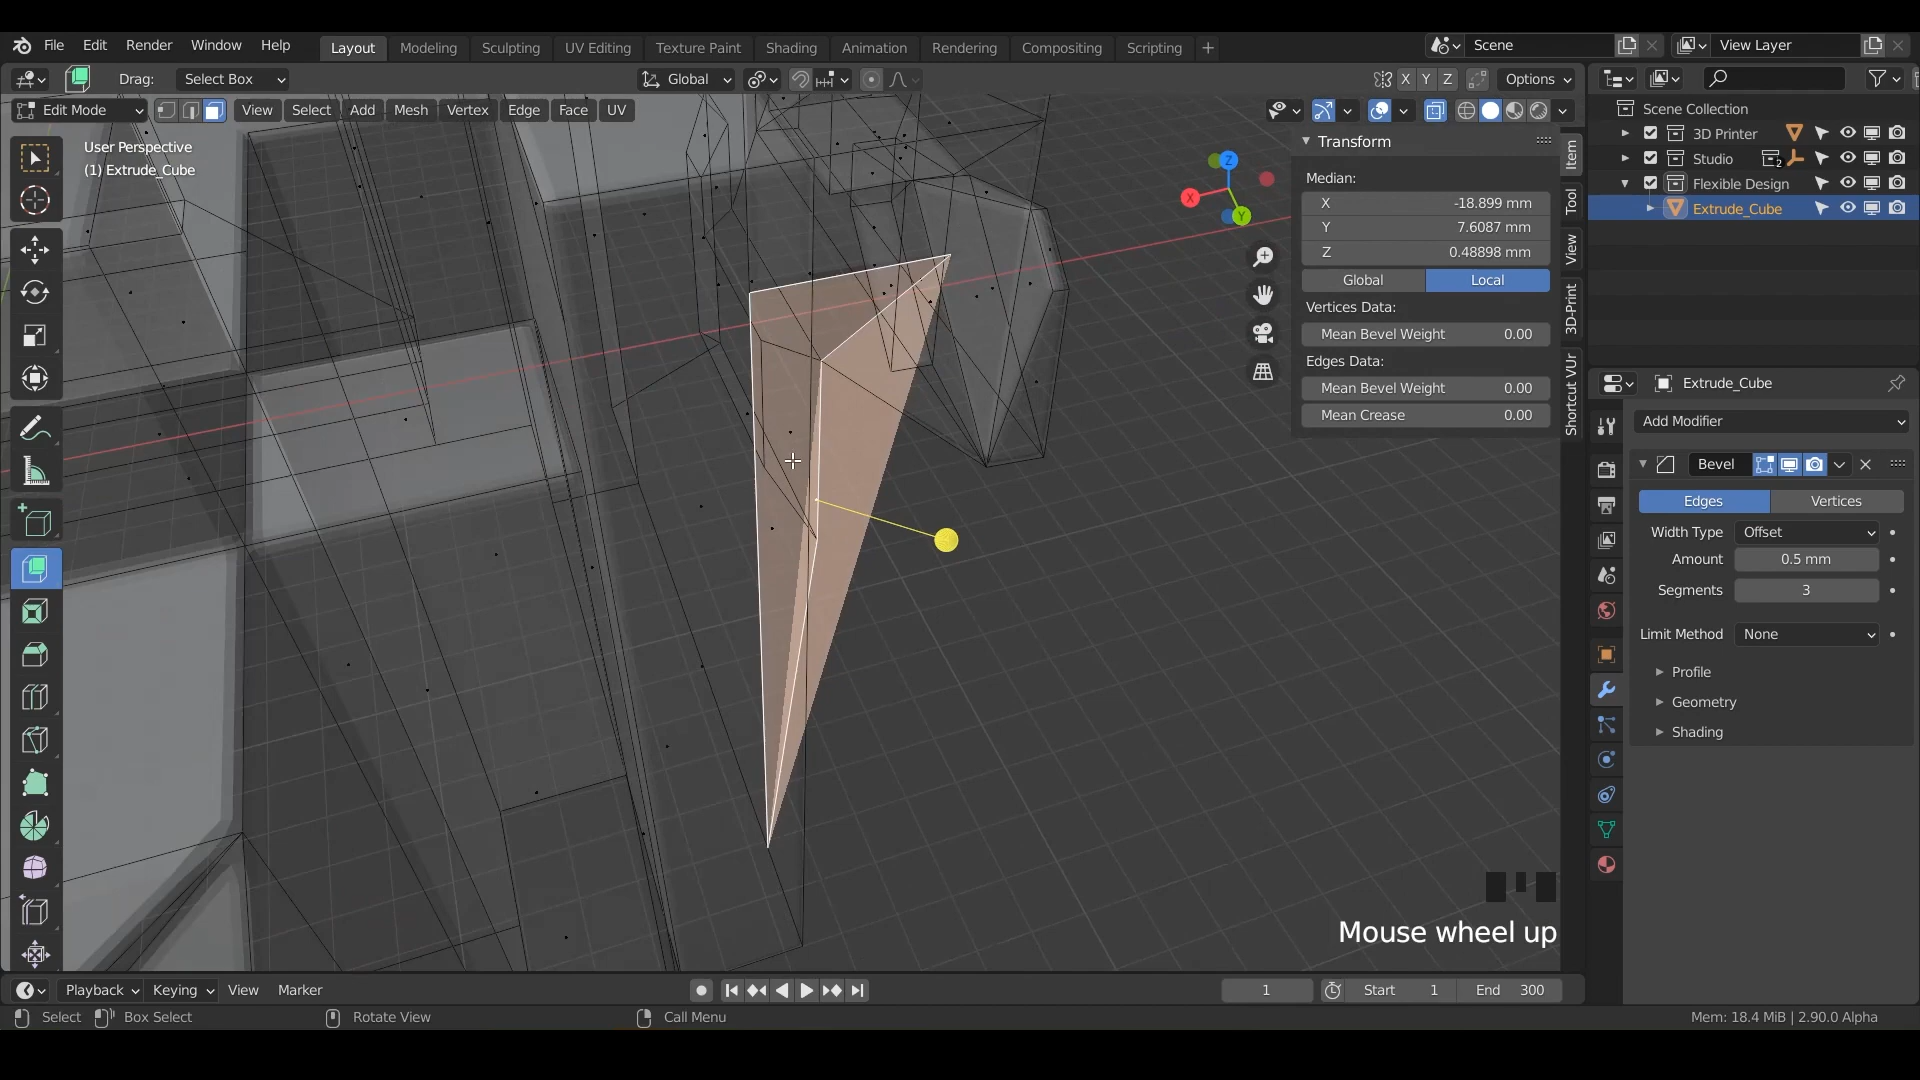 File Edit Render Window Help Layout Modeling Sculpting UV Editing Texture Paint Shading Animation Rendering Compositing Scripting + Scene View Layer
Drag: Select Box Global X Y Z Options
Edit Mode View Select Add Mesh Vertex Edge Face UV
User Perspective
(1) Extrude_Cube
Z
X
Y
Transform
Median:
X -18.899 mm
Y 7.6087 mm
Z 0.48898 mm
Global Local
Vertices Data:
Mean Bevel Weight 0.00
Edges Data:
Mean Bevel Weight 0.00
Mean Crease 0.00
Item
Tool
View
3D-Print
Shortcut VUr
Scene Collection
3D Printer
Studio 2
Flexible Design
Extrude_Cube
Extrude_Cube
Add Modifier
Bevel
Edges Vertices
Width Type Offset
Amount 0.5 mm
Segments 3
Limit Method None
Profile
Geometry
Shading
Mouse wheel up
Playback Keying View Marker 1 Start 1 End 300
Select Box Select Rotate View Call Menu Mem: 18.4 MiB | 2.90.0 Alpha